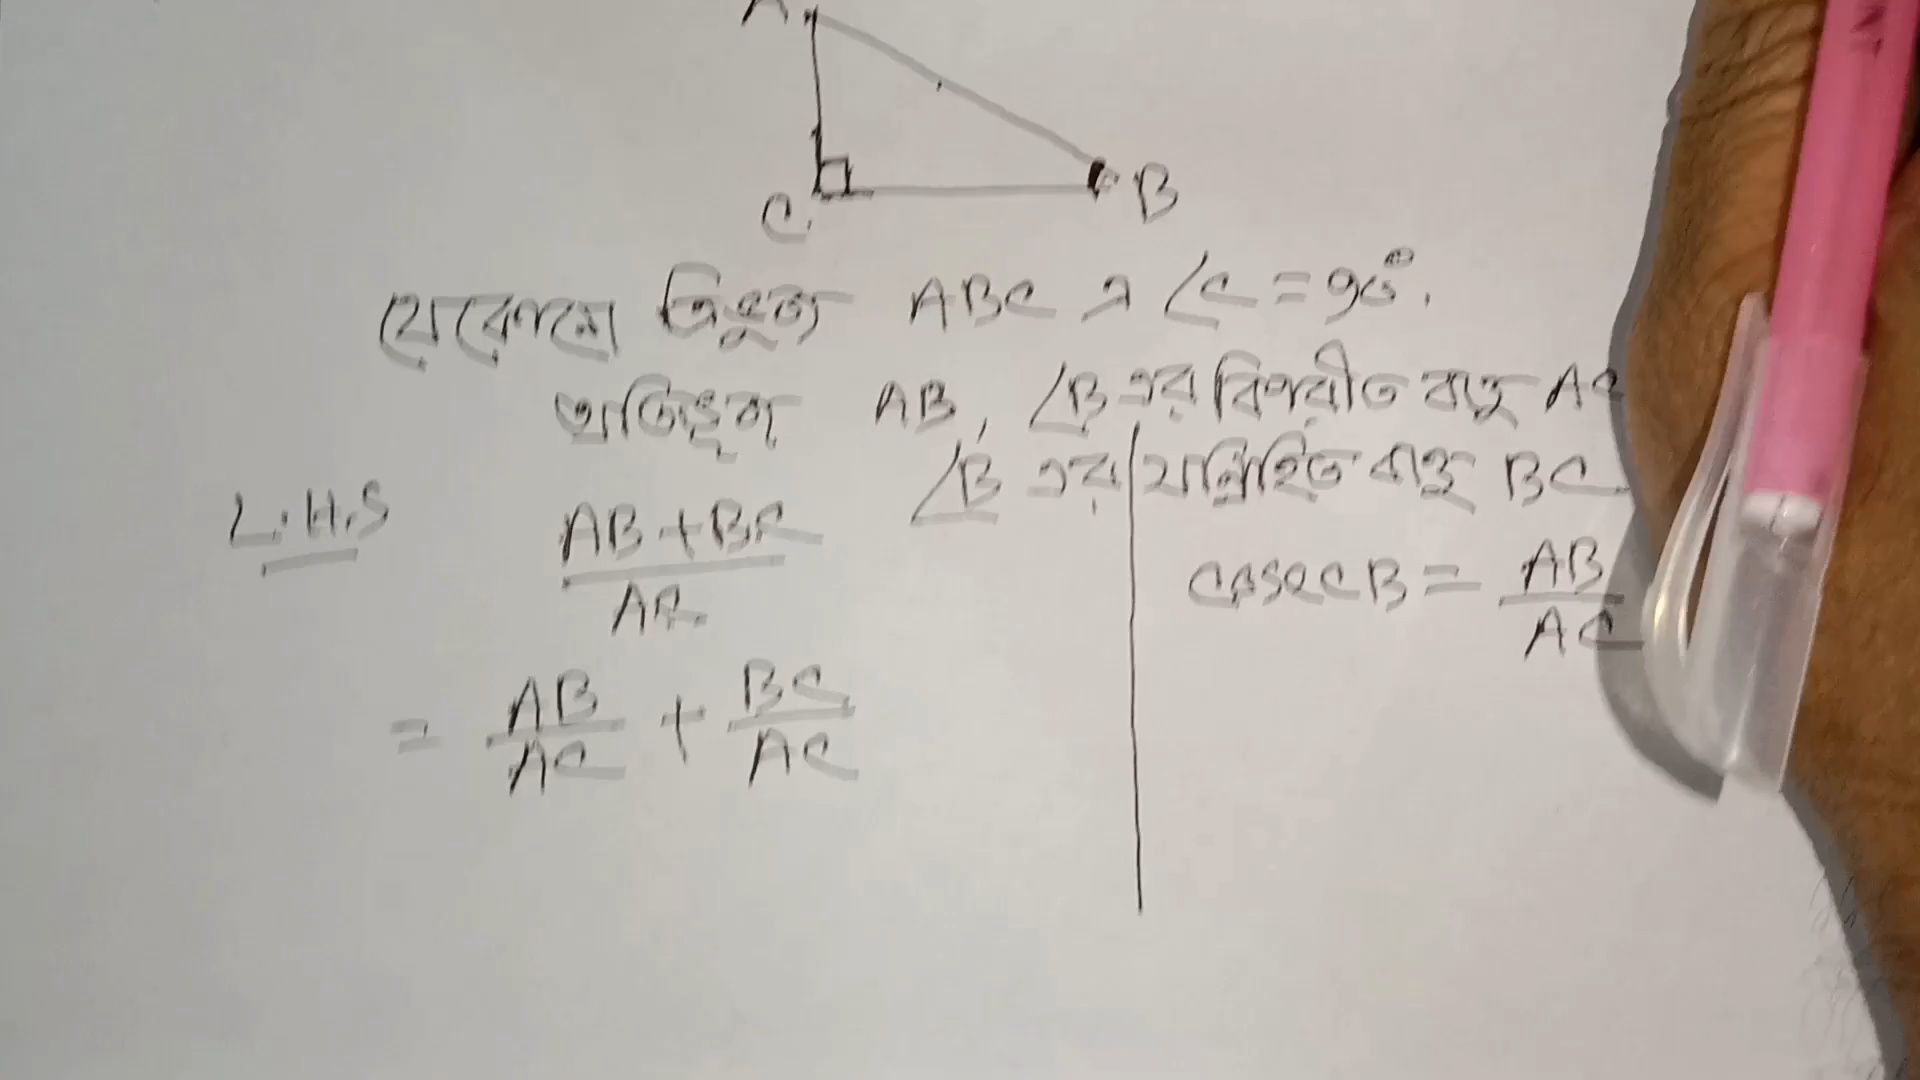 A
C
B
যেকোনো ত্রিভুজ ABC এ ∠C = 90°.
অতিভুজ AB, ∠B এর বিপরীত বাহু AC
∠B এর সন্নিহিত বাহু BC
L.H.S
AB + BC
AC
= AB/AC + BC/AC
cosec B = AB/AC